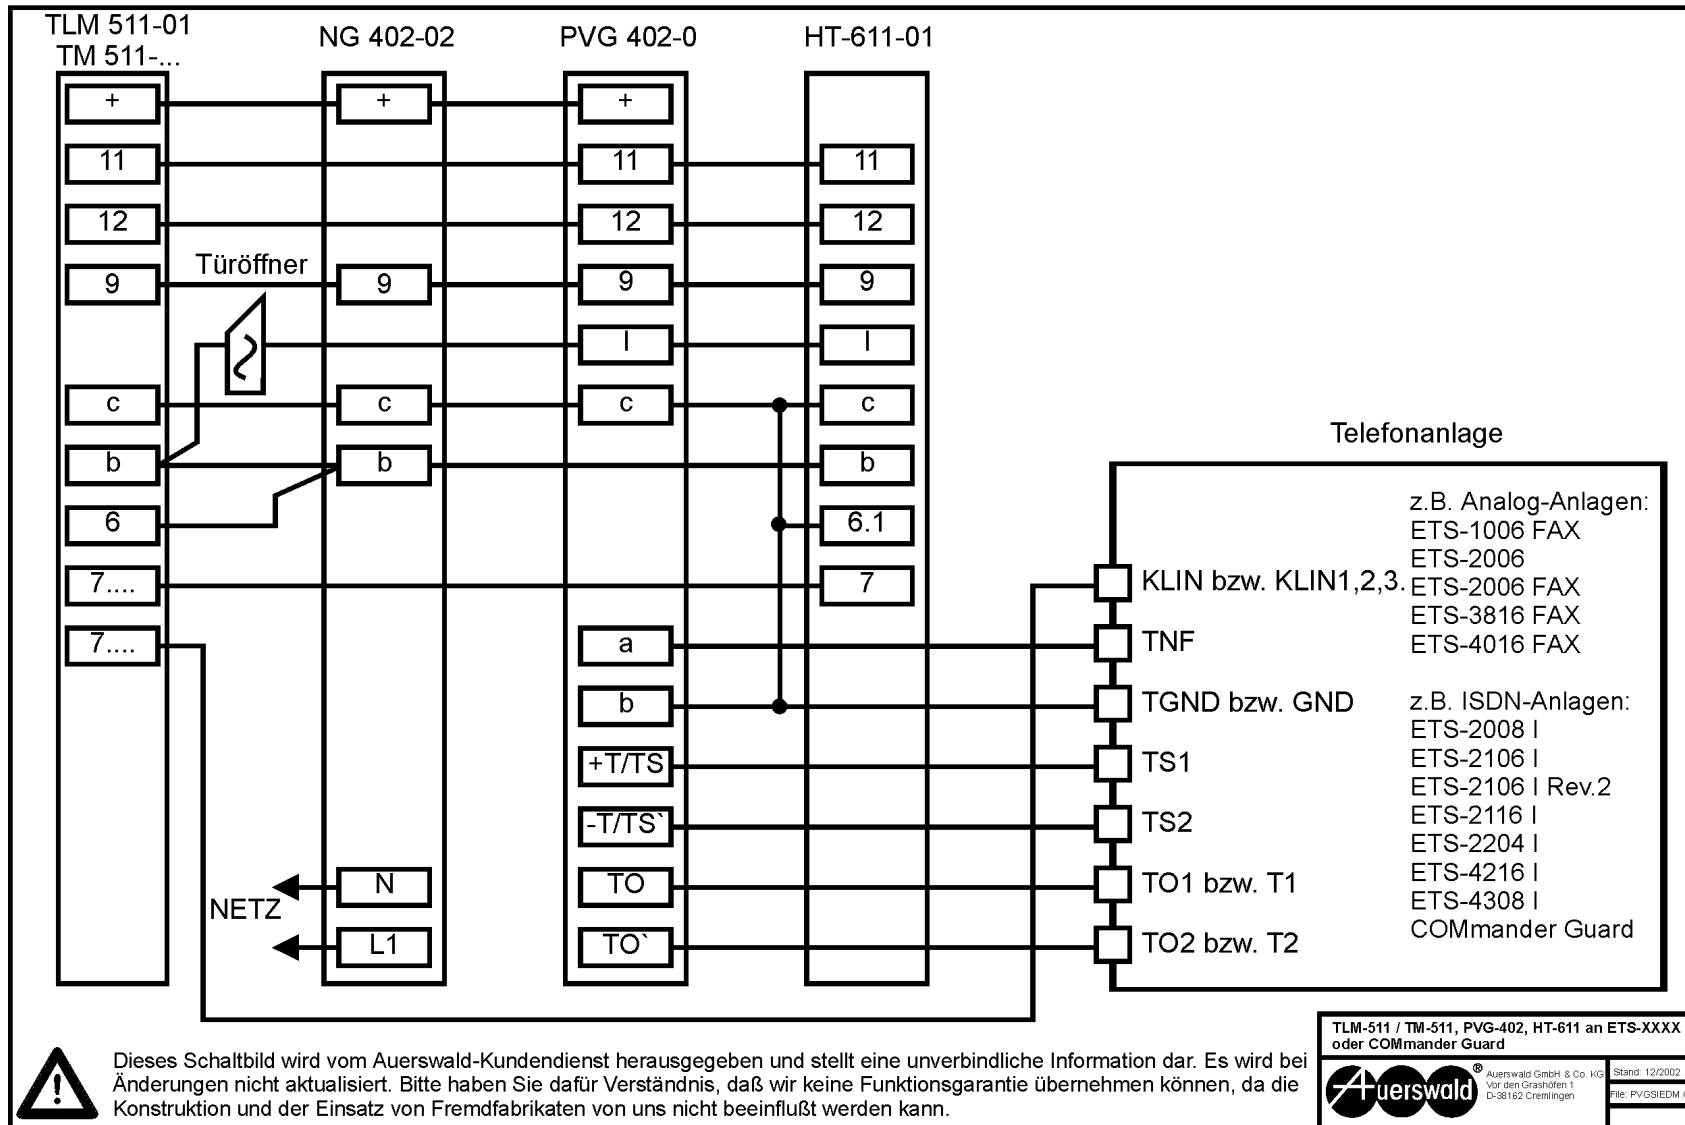 TLM 511-01
TM 511-...
NG 402-02
PVG 402-0
HT-611-01
+
+
+
11
11
11
12
12
12
Türöffner
9
9
9
9
I
I
c
c
c
c
b
b
b
6
6.1
7....
7
7....
a
b
+T/TS
-T/TS`
N
TO
NETZ
L1
TO`
Telefonanlage
KLIN bzw. KLIN1,2,3.
TNF
TGND bzw. GND
TS1
TS2
TO1 bzw. T1
TO2 bzw. T2
z.B. Analog-Anlagen:
ETS-1006 FAX
ETS-2006
ETS-2006 FAX
ETS-3816 FAX
ETS-4016 FAX
z.B. ISDN-Anlagen:
ETS-2008 I
ETS-2106 I
ETS-2106 I Rev.2
ETS-2116 I
ETS-2204 I
ETS-4216 I
ETS-4308 I
COMmander Guard
!
Dieses Schaltbild wird vom Auerswald-Kundendienst herausgegeben und stellt eine unverbindliche Information dar. Es wird bei
Änderungen nicht aktualisiert. Bitte haben Sie dafür Verständnis, daß wir keine Funktionsgarantie übernehmen können, da die
Konstruktion und der Einsatz von Fremdfabrikaten von uns nicht beeinflußt werden kann.
TLM-511 / TM-511, PVG-402, HT-611 an ETS-XXXX
oder COMmander Guard
Auerswald ®
Auerswald GmbH & Co. KG
Vor den Grashöfen 1
D-38162 Cremlingen
Stand: 12/2002
File: PVGSIEDM.